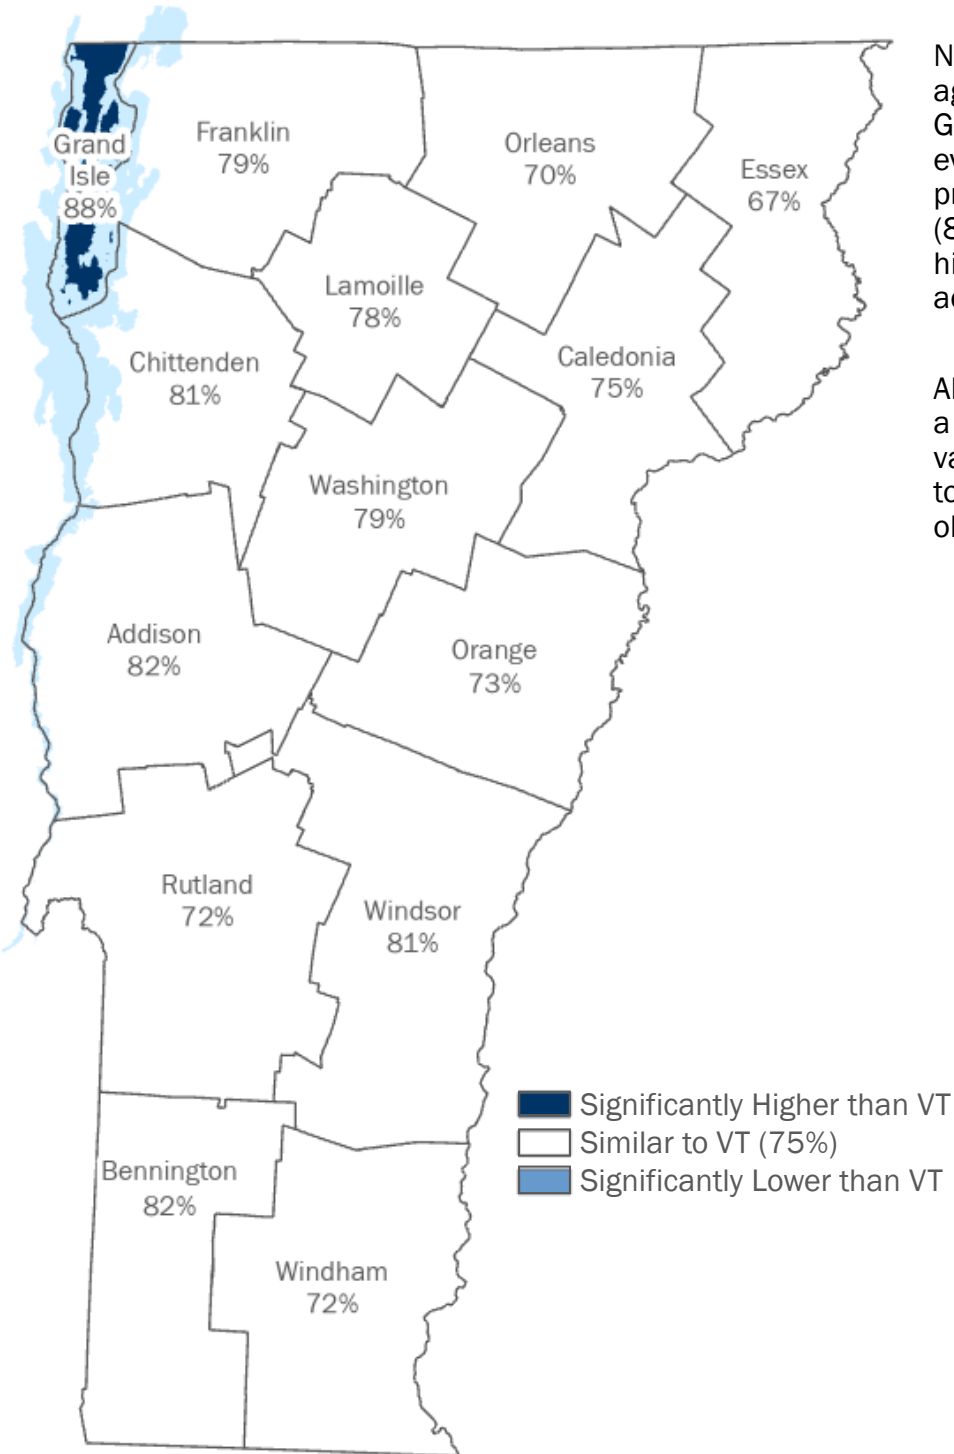 Grand
Isle
88%
Franklin
79%
Orleans
70%
Essex
67%
Lamoille
78%
Chittenden
81%
Caledonia
75%
Washington
79%
Addison
82%
Orange
73%
Rutland
72%
Windsor
81%
Bennington
82%
Windham
72%
Significantly Higher than VT
Similar to VT (75%)
Significantly Lower than VT
(8
a